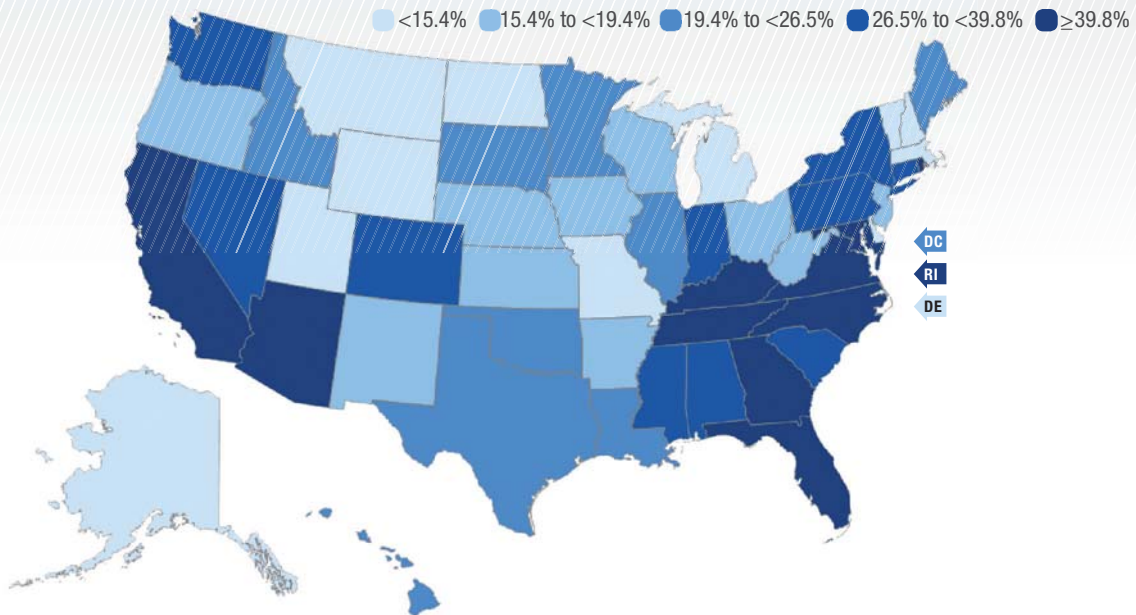 <15.4% 15.4% to <19.4% 19.4% to <26.5% 26.5% to <39.8% ≥39.8%
DC
RI
DE